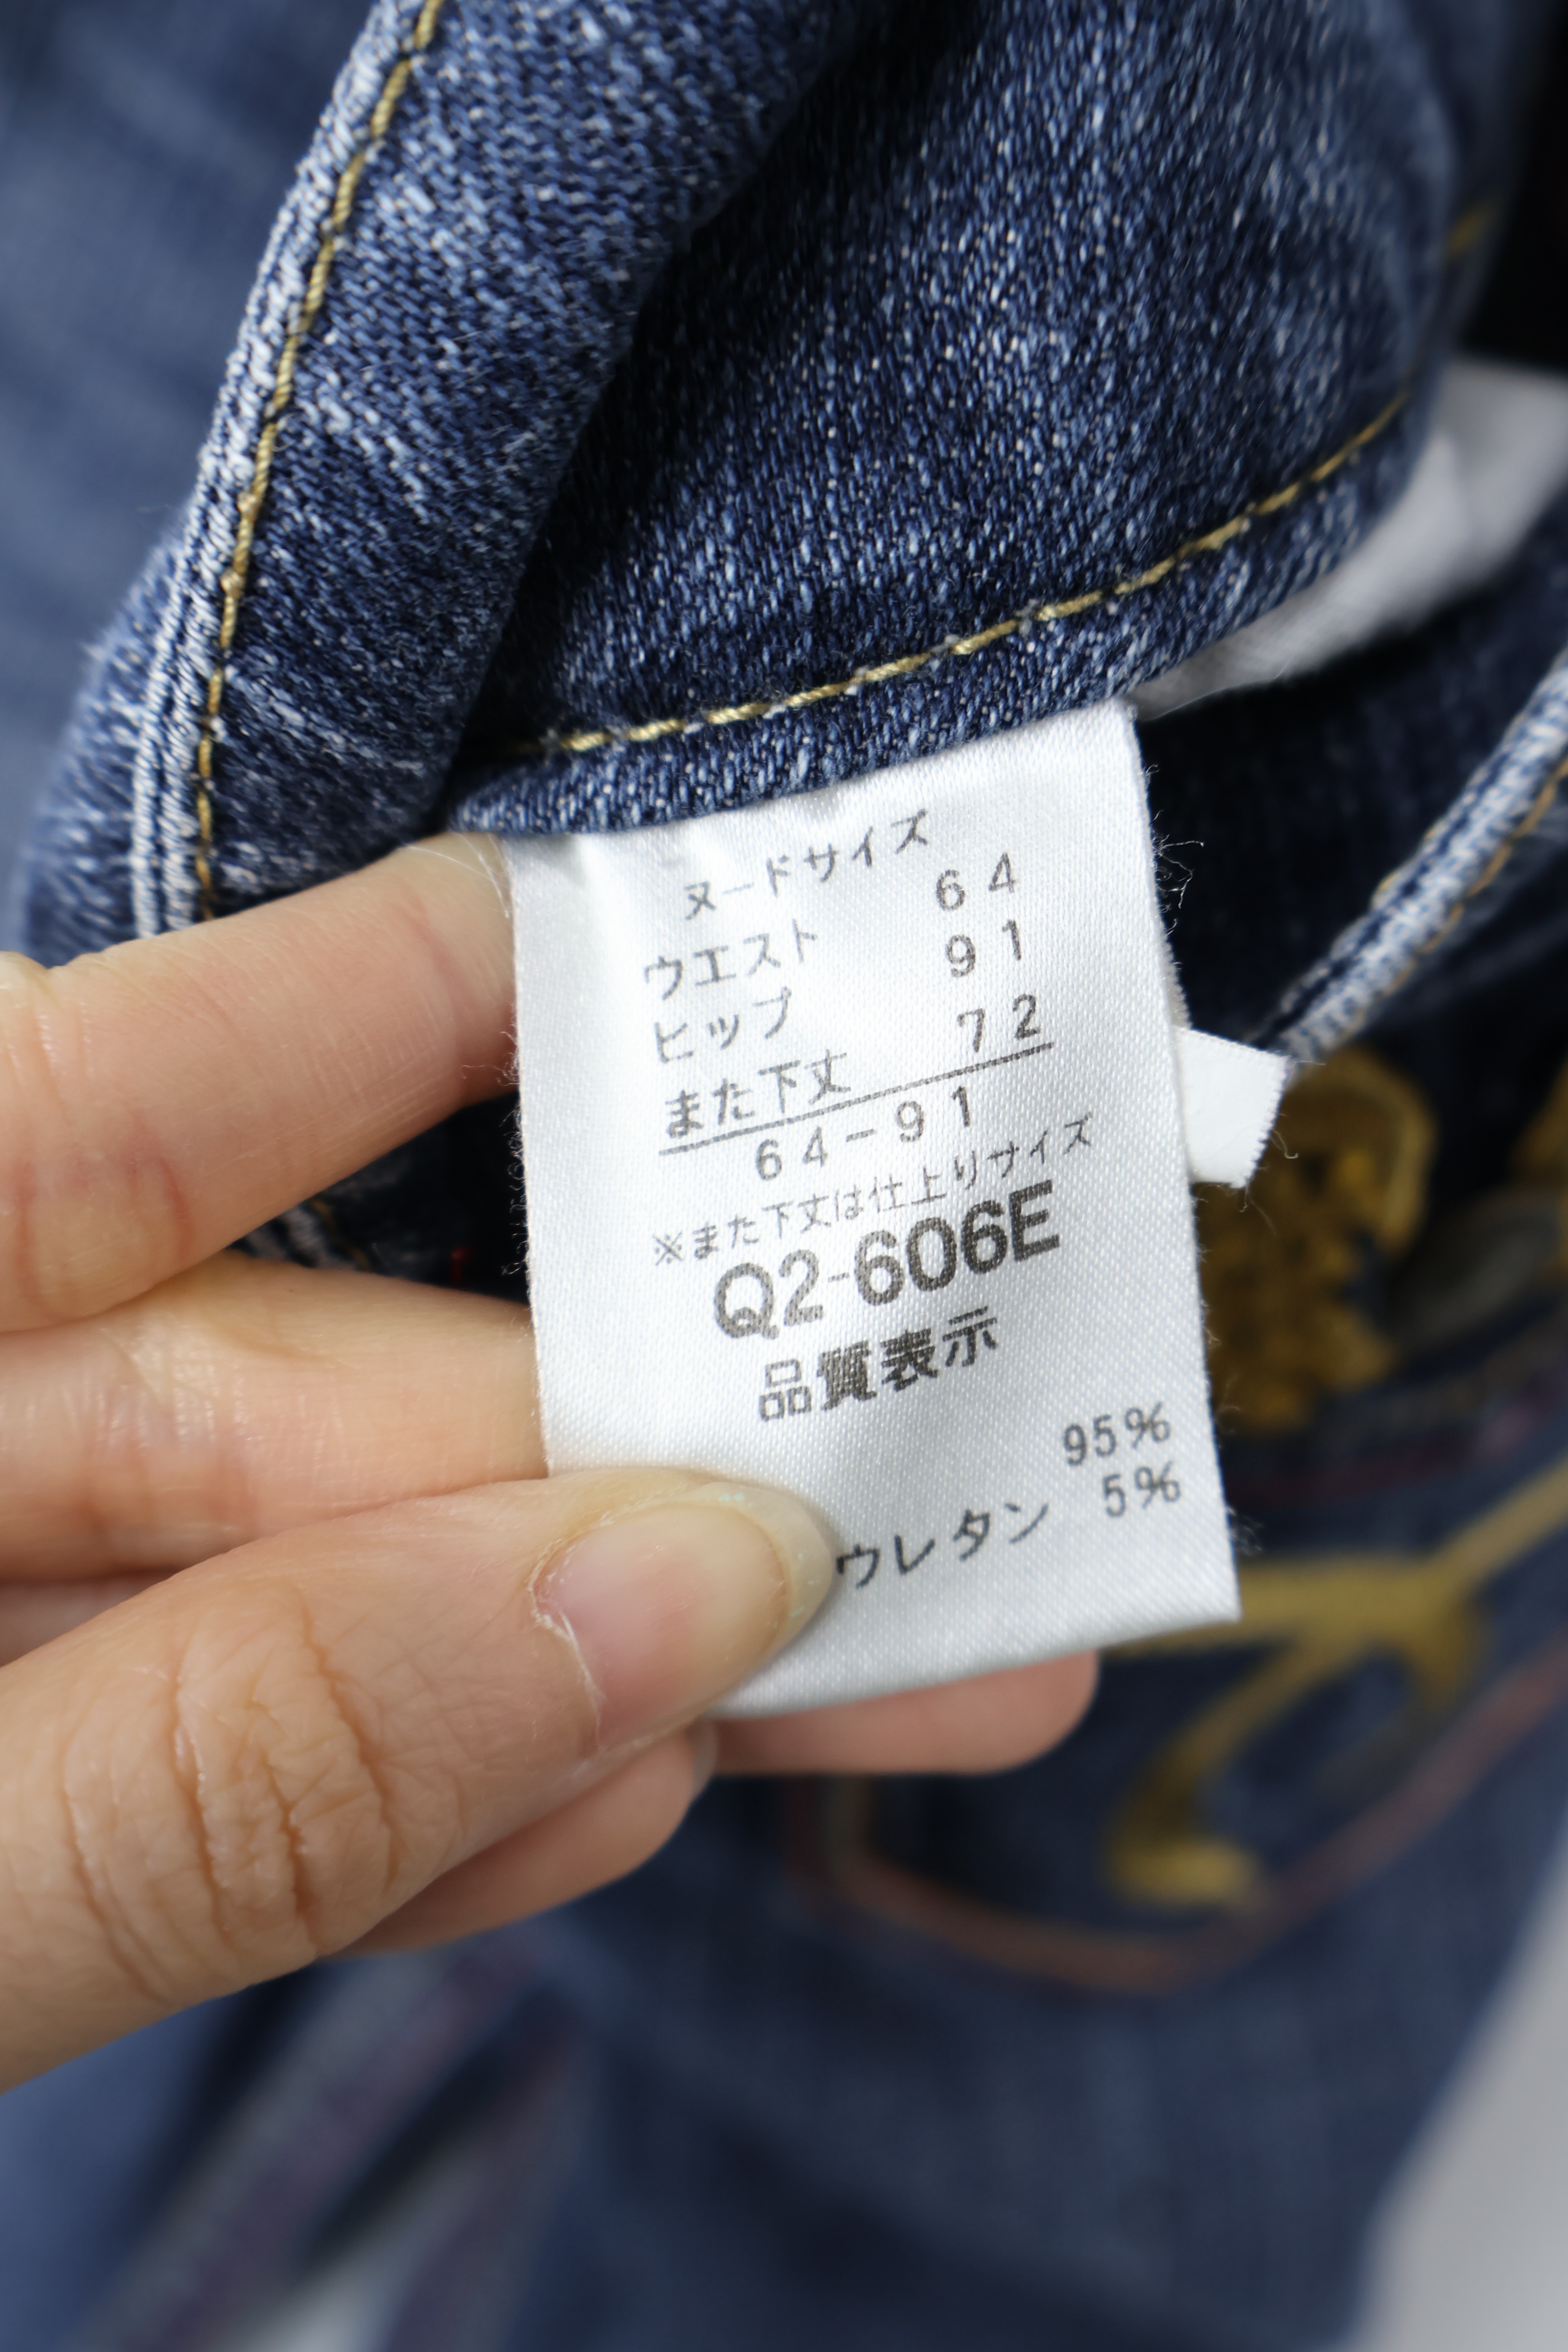 ヌードサイズ
ウエスト 64
ヒップ 91
また下丈 72
64-91
※また下丈は仕上りサイズ
Q2-606E
品質表示
95%
ウレタン 5%